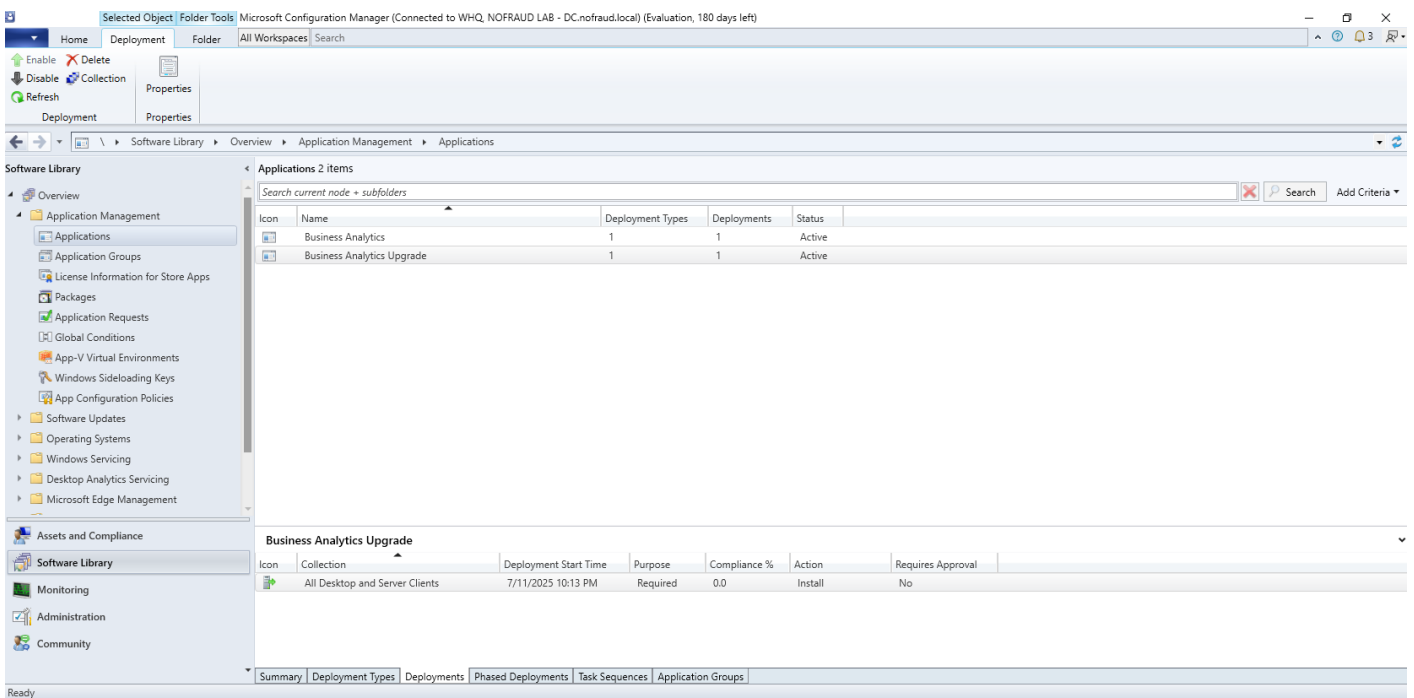 Selected Object Folder Tools Microsoft Configuration Manager (Connected to WHQ, NOFRAUD LAB - DC.nofraud.local) (Evaluation, 180 days left)
Home Deployment Folder All Workspaces Search 3
Enable Delete
Disable Collection
Refresh
Properties
Deployment Properties
\ Software Library Overview Application Management Applications
Software Library
Overview
Application Management
Applications
Application Groups
License Information for Store Apps
Packages
Application Requests
Global Conditions
App-V Virtual Environments
Windows Sideloading Keys
App Configuration Policies
Software Updates
Operating Systems
Windows Servicing
Desktop Analytics Servicing
Microsoft Edge Management
Assets and Compliance
Software Library
Monitoring
Administration
Community
Applications 2 items
Search current node + subfolders Search Add Criteria
Icon Name Deployment Types Deployments Status
Business Analytics 1 1 Active
Business Analytics Upgrade 1 1 Active
Business Analytics Upgrade
Icon Collection Deployment Start Time Purpose Compliance % Action Requires Approval
All Desktop and Server Clients 7/11/2025 10:13 PM Required 0.0 Install No
Summary Deployment Types Deployments Phased Deployments Task Sequences Application Groups
Ready